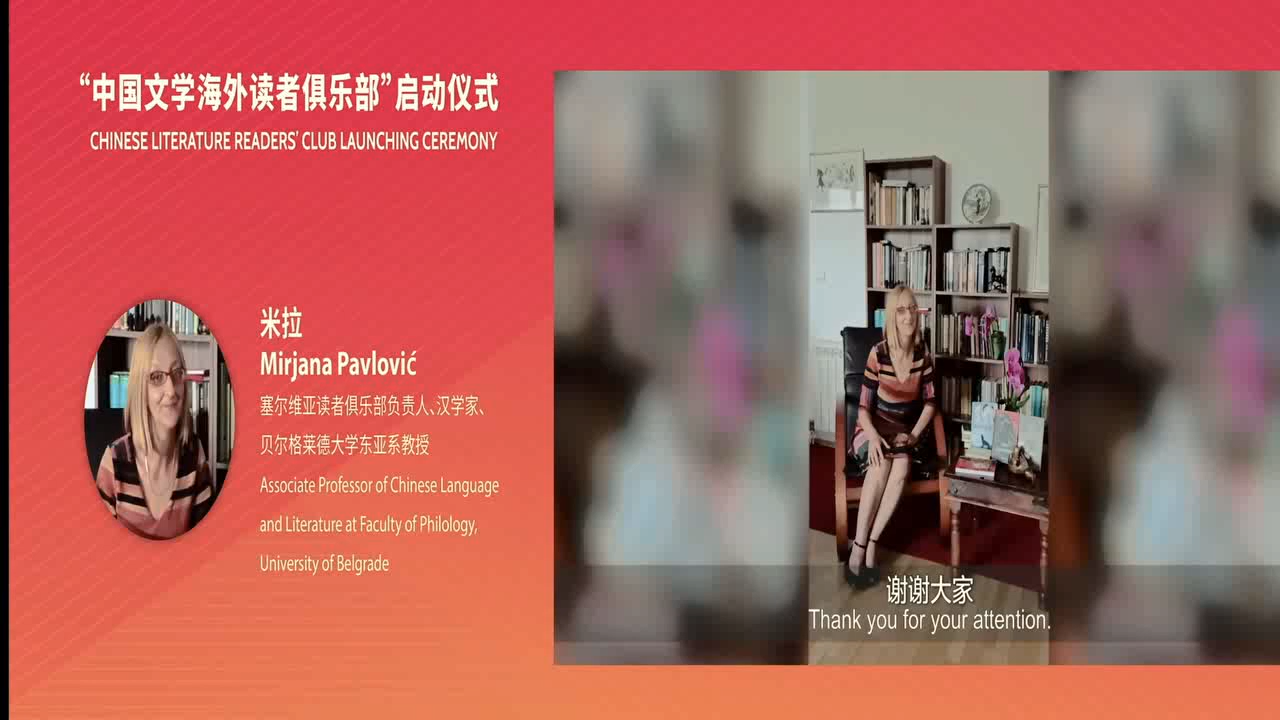 “中国文学海外读者俱乐部”启动仪式
CHINESE LITERATURE READERS’ CLUB LAUNCHING CEREMONY
米拉
Mirjana Pavlović
塞尔维亚读者俱乐部负责人、汉学家、
贝尔格莱德大学东亚系教授
Associate Professor of Chinese Language
and Literature at Faculty of Philology,
University of Belgrade
谢谢大家
Thank you for your attention.